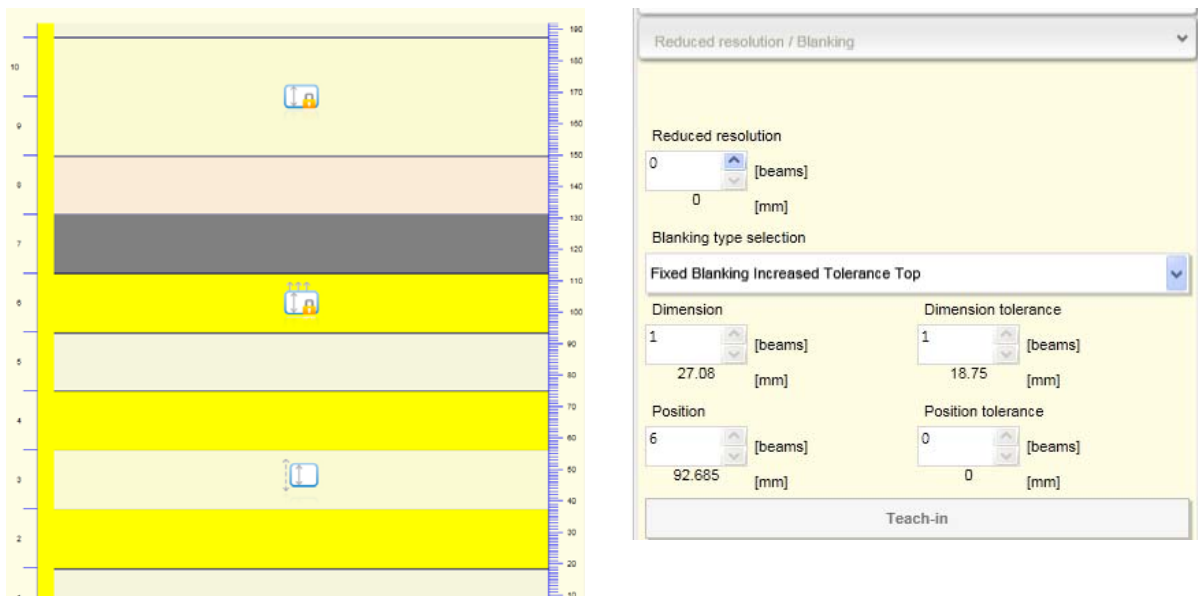 10
9
8
7
6
5
4
3
2
190
180
170
160
150
140
130
120
110
100
90
80
70
60
50
40
30
20
10
Reduced resolution / Blanking
Reduced resolution
0 [beams]
0 [mm]
Blanking type selection
Fixed Blanking Increased Tolerance Top
Dimension Dimension tolerance
1 [beams] 1 [beams]
27.08 [mm] 18.75 [mm]
Position Position tolerance
6 [beams] 0 [beams]
92.685 [mm] 0 [mm]
Teach-in